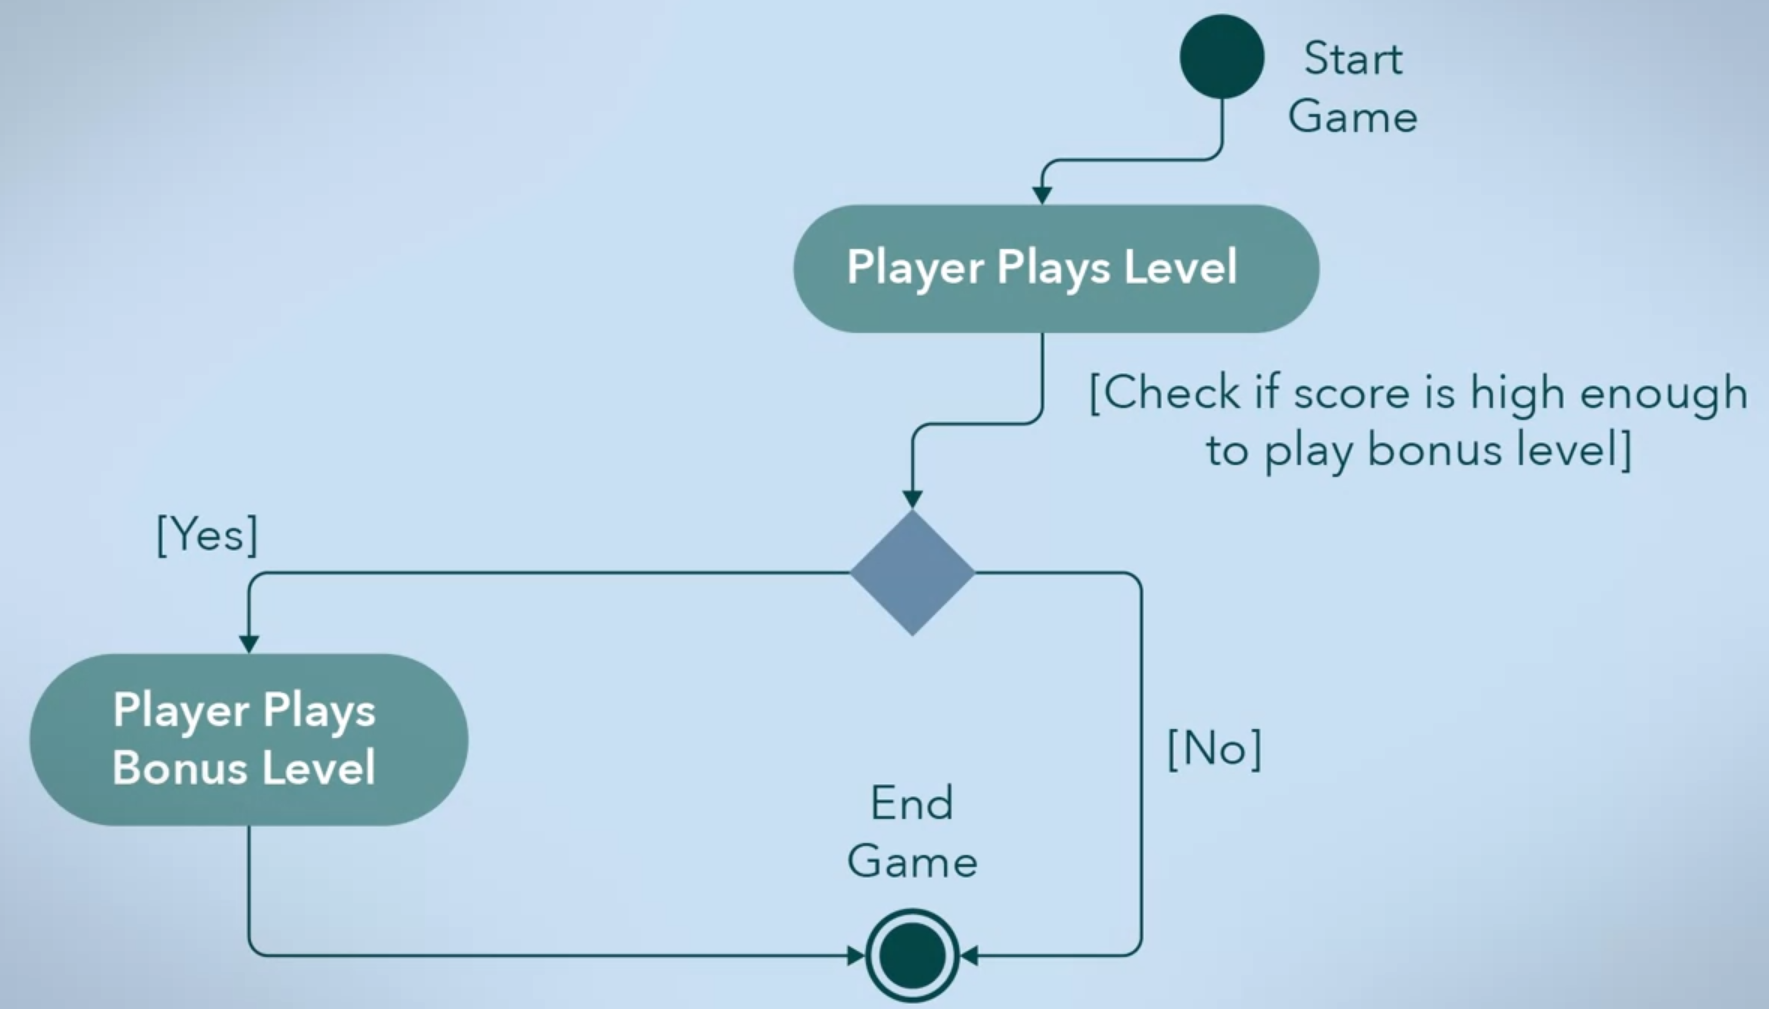 Start
Game
Player Plays Level
[Check if score is high enough
to play bonus level]
[Yes]
Player Plays
Bonus Level
[No]
End
Game